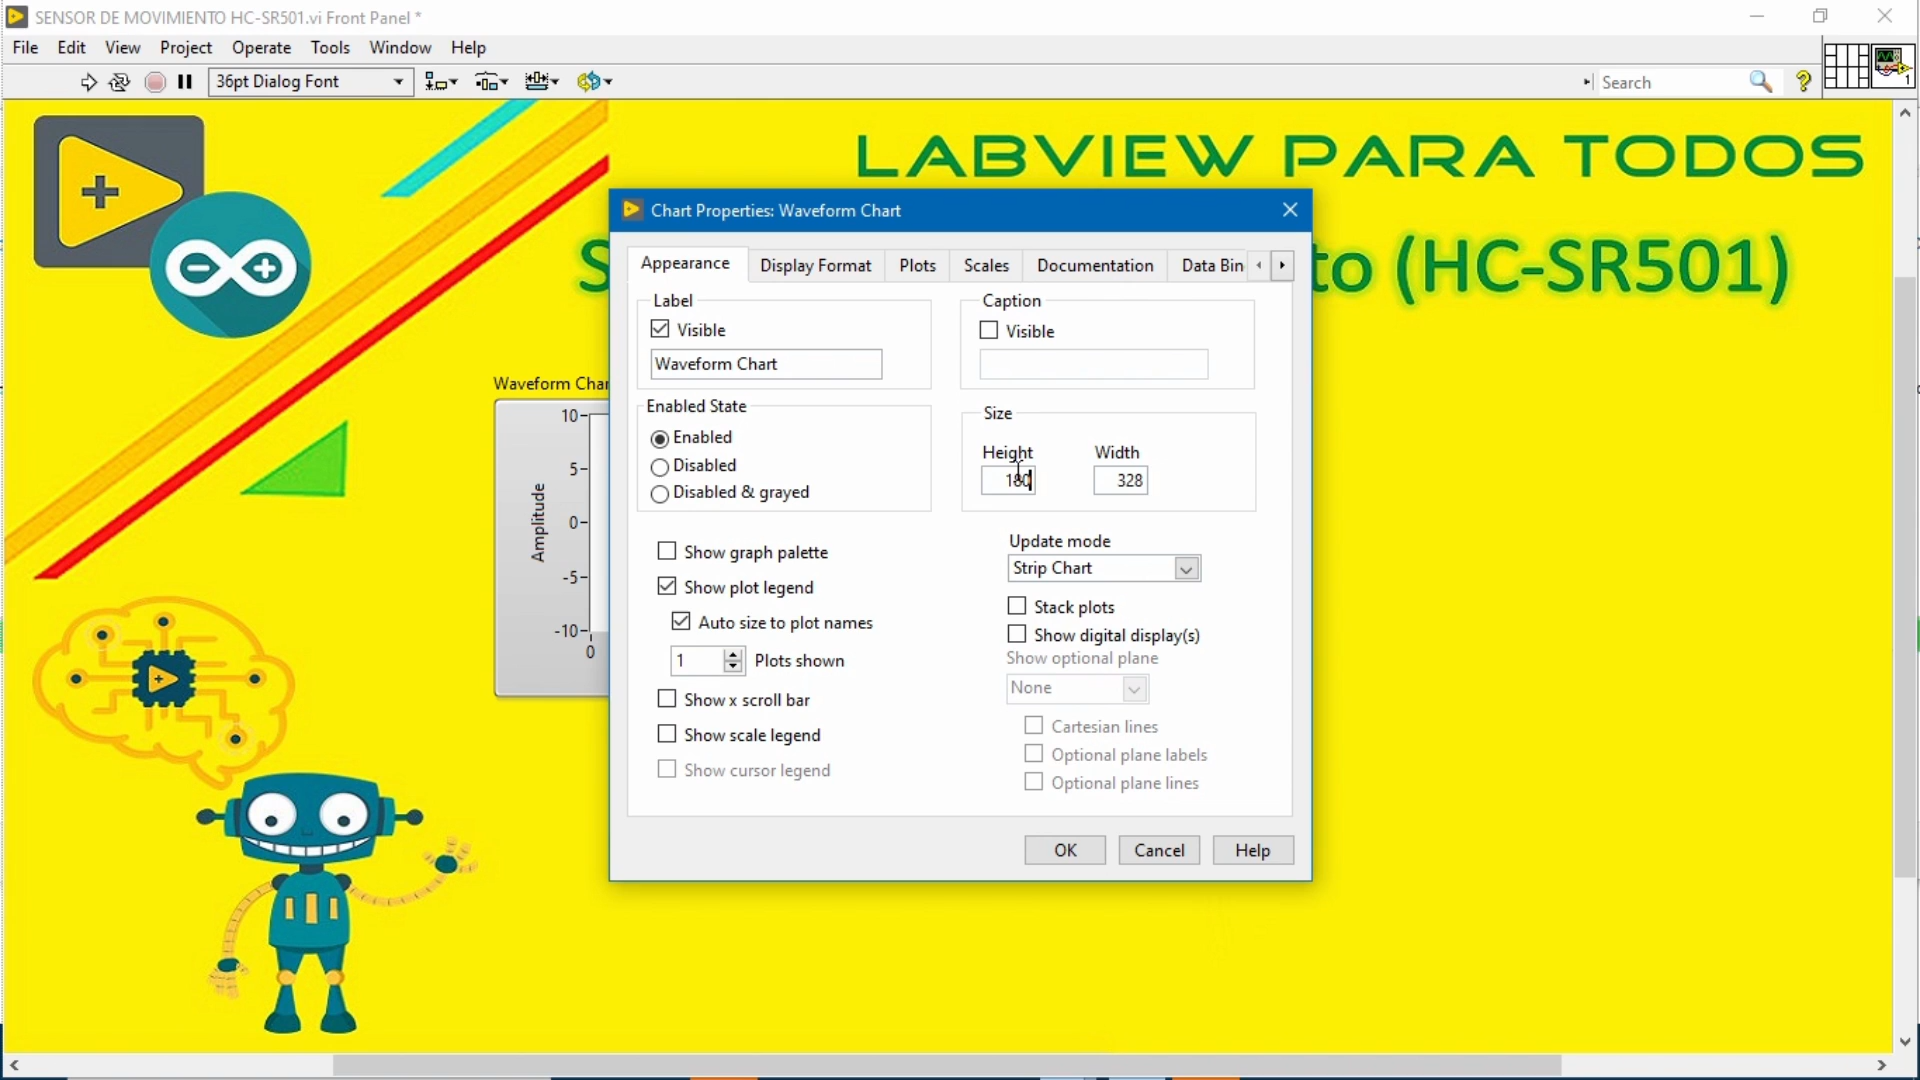 SENSOR DE MOVIMIENTO HC-SR501.vi Front Panel *
File Edit View Project Operate Tools Window Help
36pt Dialog Font
Search
1
LABVIEW PARA TODOS
S
to (HC-SR501)
Chart Properties: Waveform Chart
Appearance Display Format Plots Scales Documentation Data Bin
Label
Visible
Waveform Chart
Caption
Visible
Enabled State
Enabled
Disabled
Disabled & grayed
Size
Height Width
180 328
Show graph palette
Show plot legend
Auto size to plot names
1 Plots shown
Show x scroll bar
Show scale legend
Show cursor legend
Update mode
Strip Chart
Stack plots
Show digital display(s)
Show optional plane
None
Cartesian lines
Optional plane labels
Optional plane lines
OK Cancel Help
Waveform Char
10
5
0
-5
-10
0
Amplitude